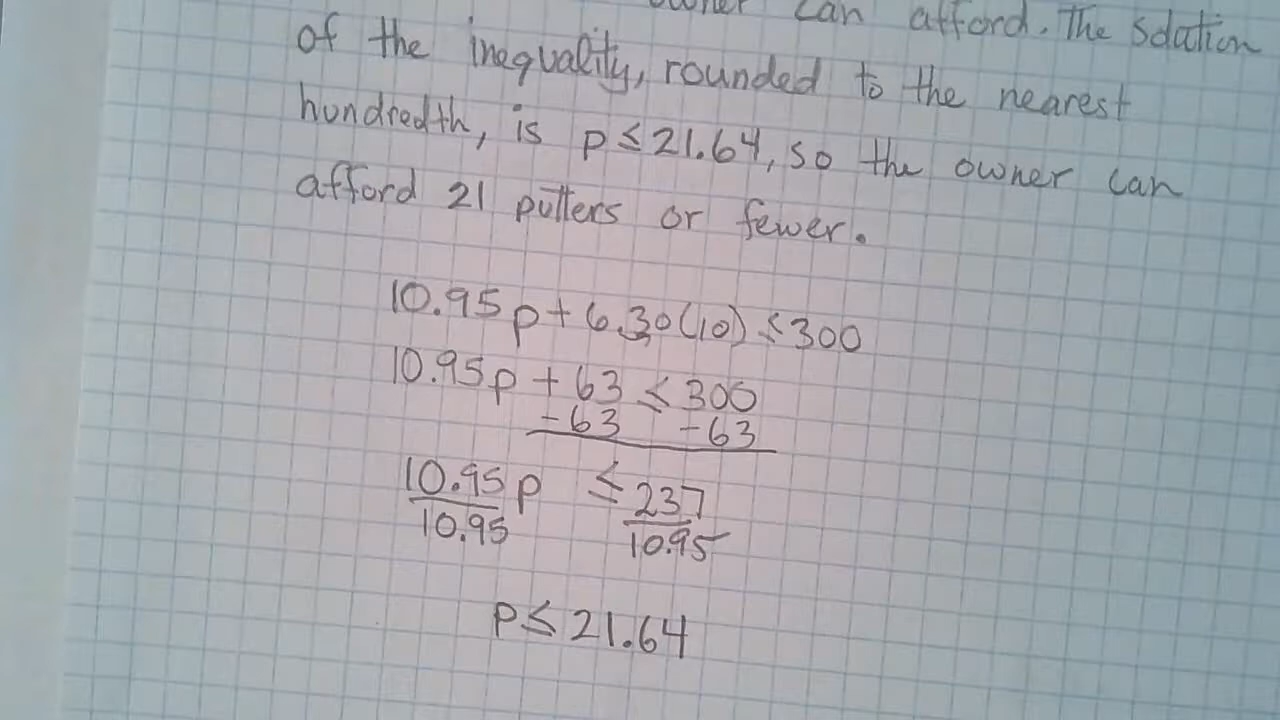 owner can afford. The solution
of the inequality, rounded to the nearest
hundredth, is p ≤ 21.64, so the owner can
afford 21 putters or fewer.
10.95p + 6.30(10) ≤ 300
10.95p + 63 ≤ 300
-63 -63
10.95p ≤ 237
10.95 10.95
p ≤ 21.64